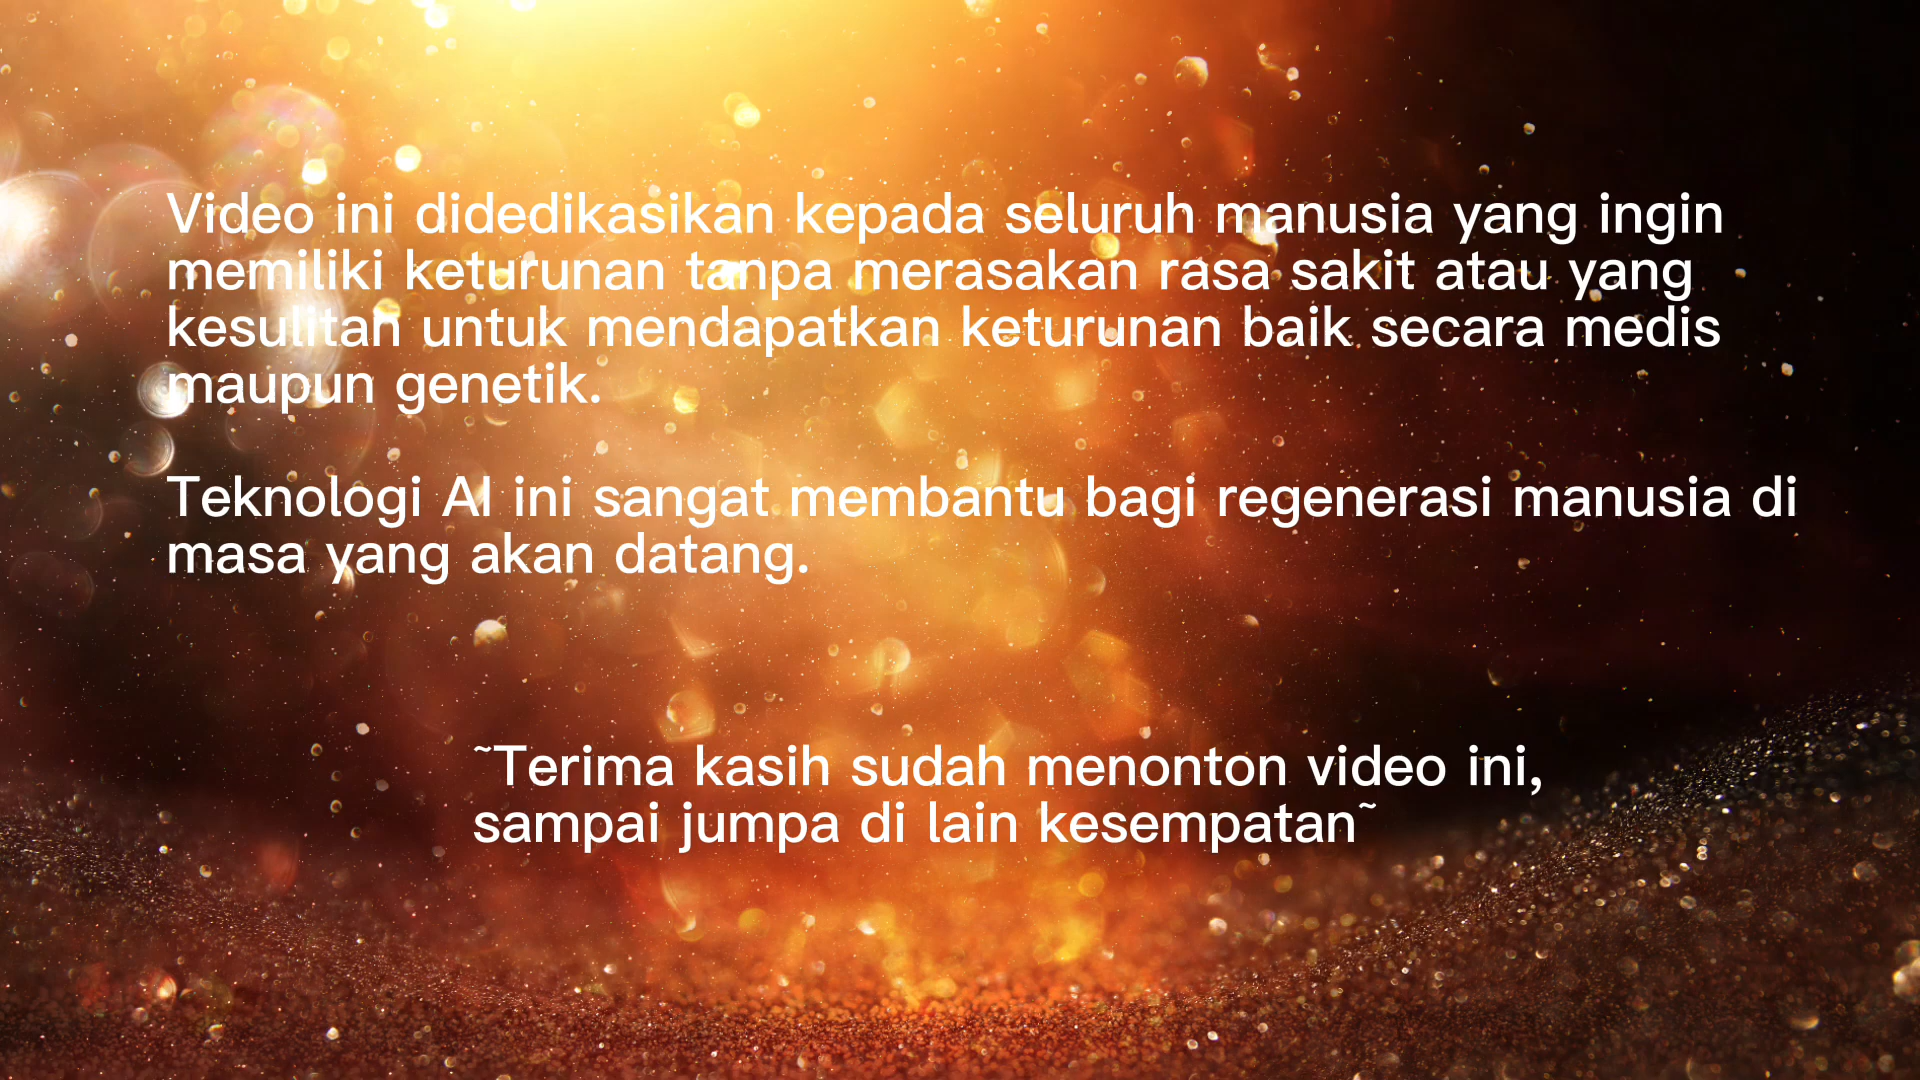 Video ini didedikasikan kepada seluruh manusia yang ingin
memiliki keturunan tanpa merasakan rasa sakit atau yang
kesulitan untuk mendapatkan keturunan baik secara medis
maupun genetik.
Teknologi AI ini sangat membantu bagi regenerasi manusia di
masa yang akan datang.
~Terima kasih sudah menonton video ini,
sampai jumpa di lain kesempatan~